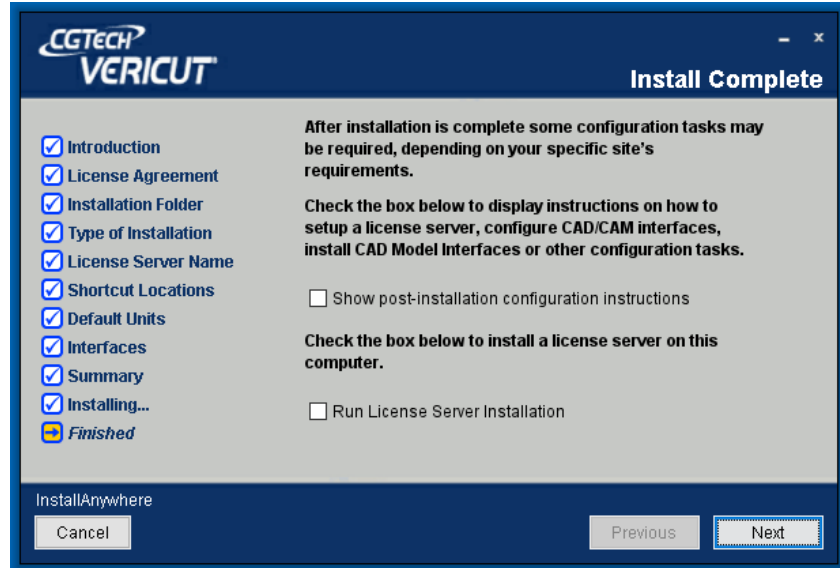 CGTECH
VERICUT
Install Complete
Introduction
License Agreement
Installation Folder
Type of Installation
License Server Name
Shortcut Locations
Default Units
Interfaces
Summary
Installing...
Finished
After installation is complete some configuration tasks may
be required, depending on your specific site's
requirements.
Check the box below to display instructions on how to
setup a license server, configure CAD/CAM interfaces,
install CAD Model Interfaces or other configuration tasks.
Show post-installation configuration instructions
Check the box below to install a license server on this
computer.
Run License Server Installation
InstallAnywhere
Cancel
Previous
Next